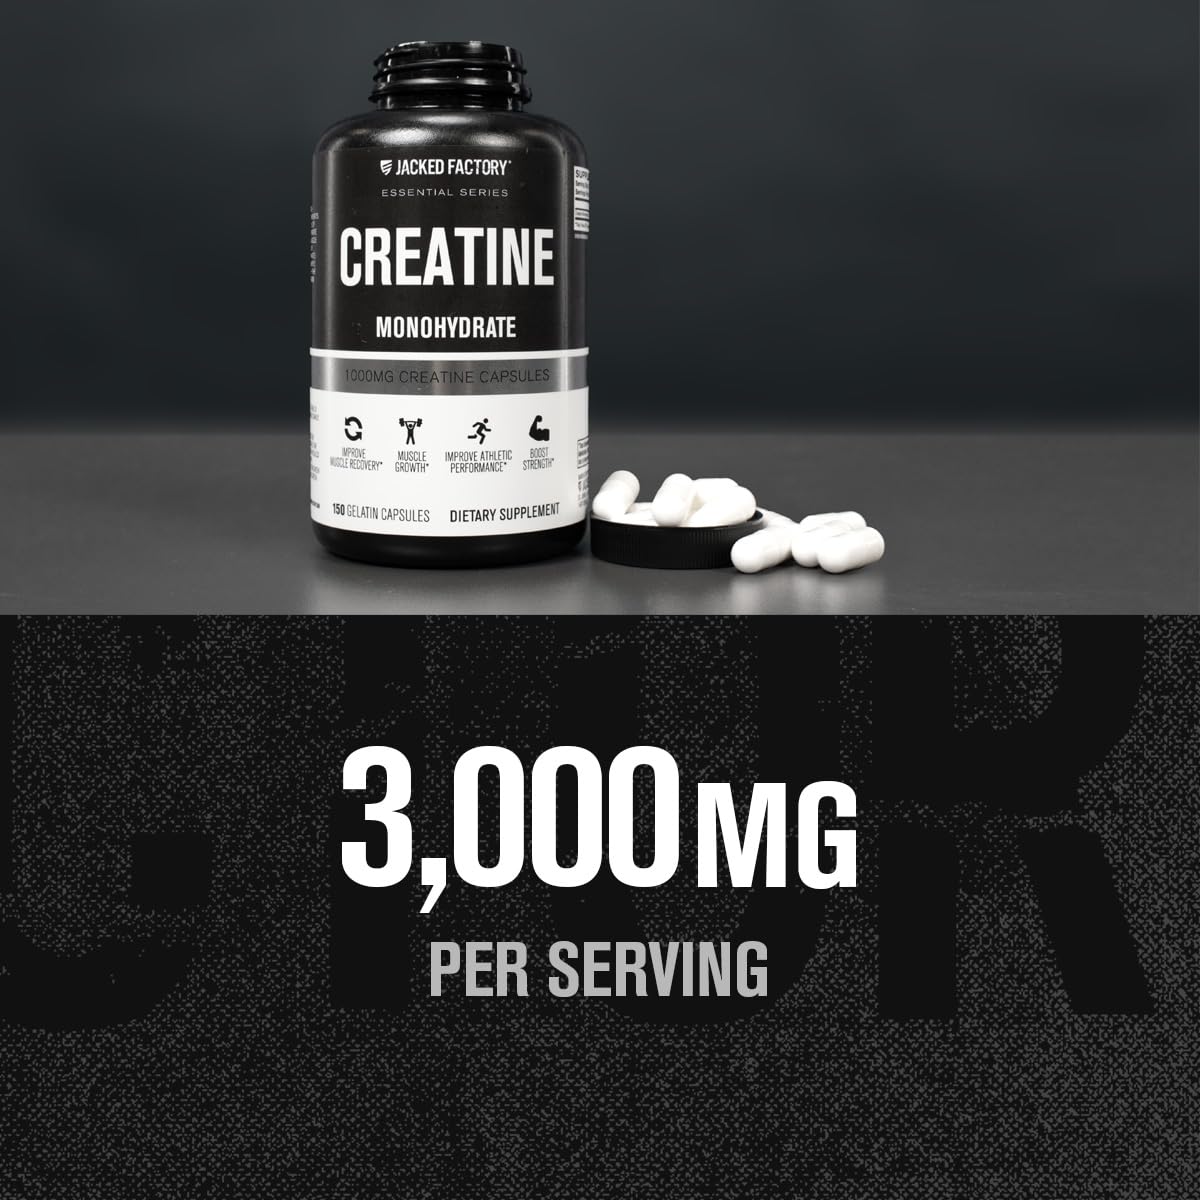 JACKED FACTORY
ESSENTIAL SERIES
CREATINE
MONOHYDRATE
1000MG CREATINE CAPSULES
IMPROVE
MUSCLE RECOVERY*
MUSCLE
GROWTH*
IMPROVE ATHLETIC
PERFORMANCE*
BOOST
STRENGTH*
150 GELATIN CAPSULES DIETARY SUPPLEMENT
3,000 MG
PER SERVING